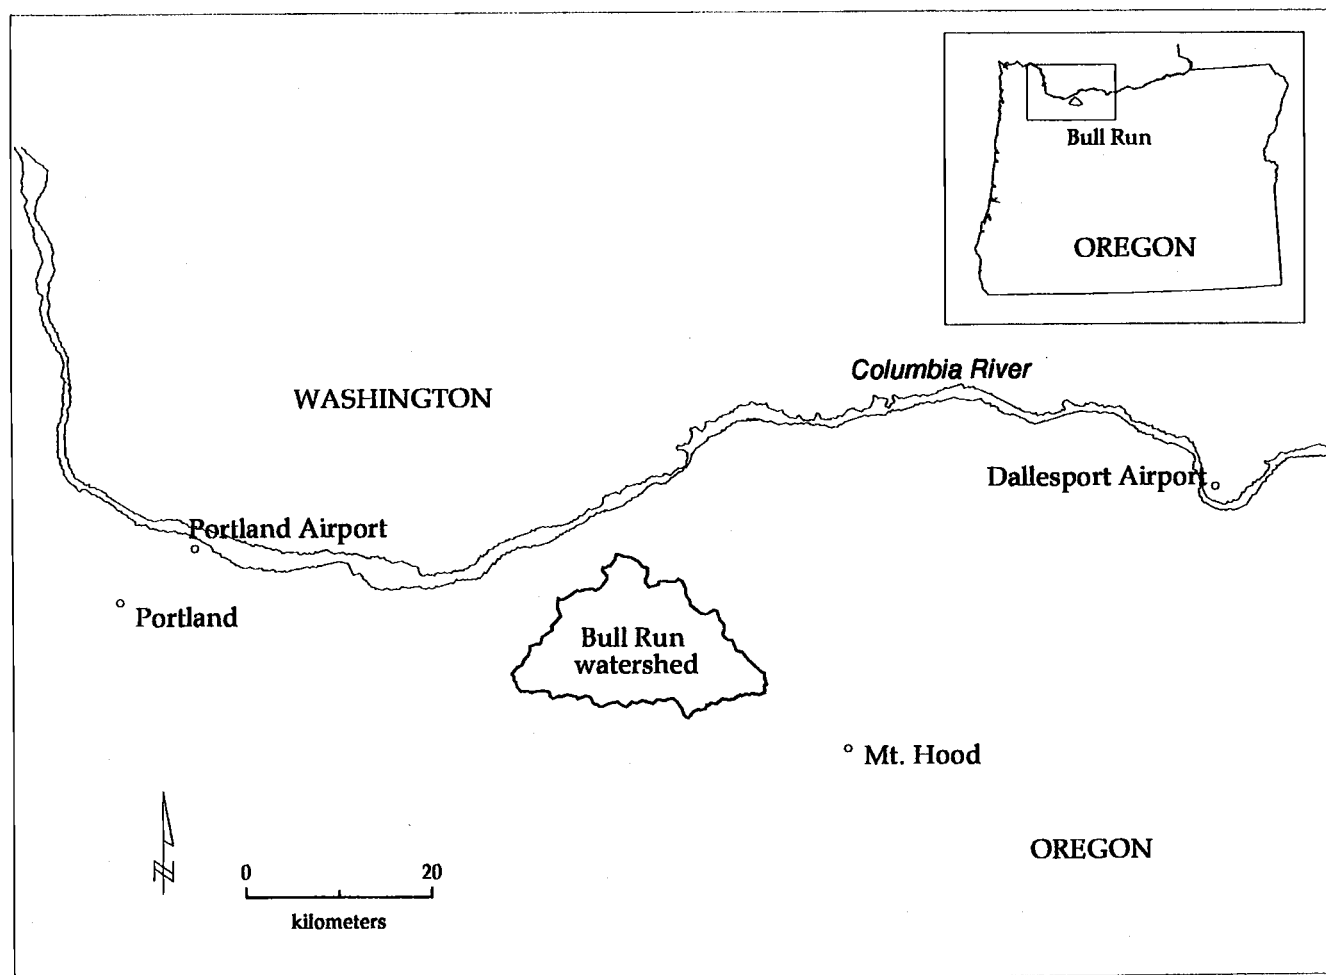 Bull Run
OREGON
Columbia River
WASHINGTON
Dallesport Airport
Portland Airport
Portland
Bull Run
watershed
Mt. Hood
OREGON
N
0 20
kilometers